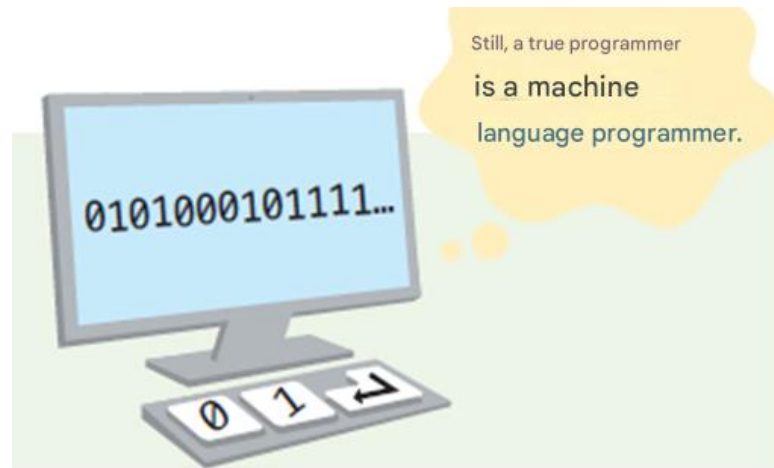 Still, a true programmer
is a machine
language programmer.
0101000101111...
0
1
↵